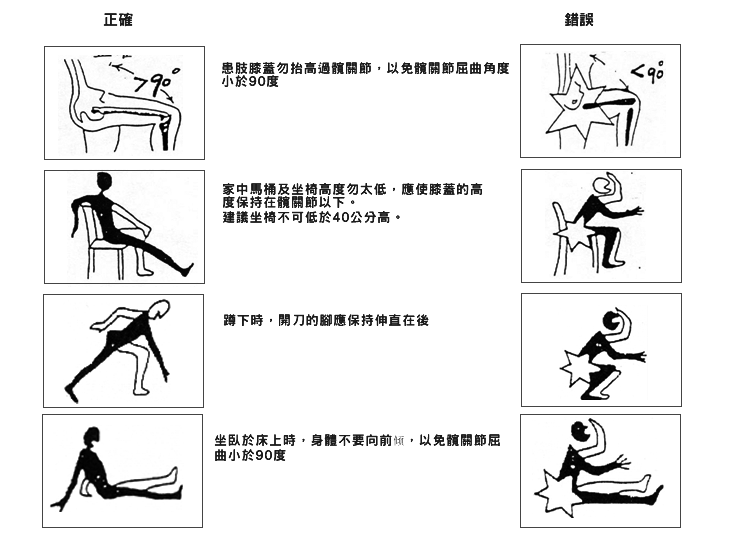 正確
錯誤
>90°
<90°
患肢膝蓋勿抬高過髖關節，以免髖關節屈曲角度
小於90度
家中馬桶及坐椅高度勿太低，應使膝蓋的高
度保持在髖關節以下。
建議坐椅不可低於40公分高。
蹲下時，開刀的腳應保持伸直在後
坐臥於床上時，身體不要向前傾，以免髖關節屈
曲小於90度